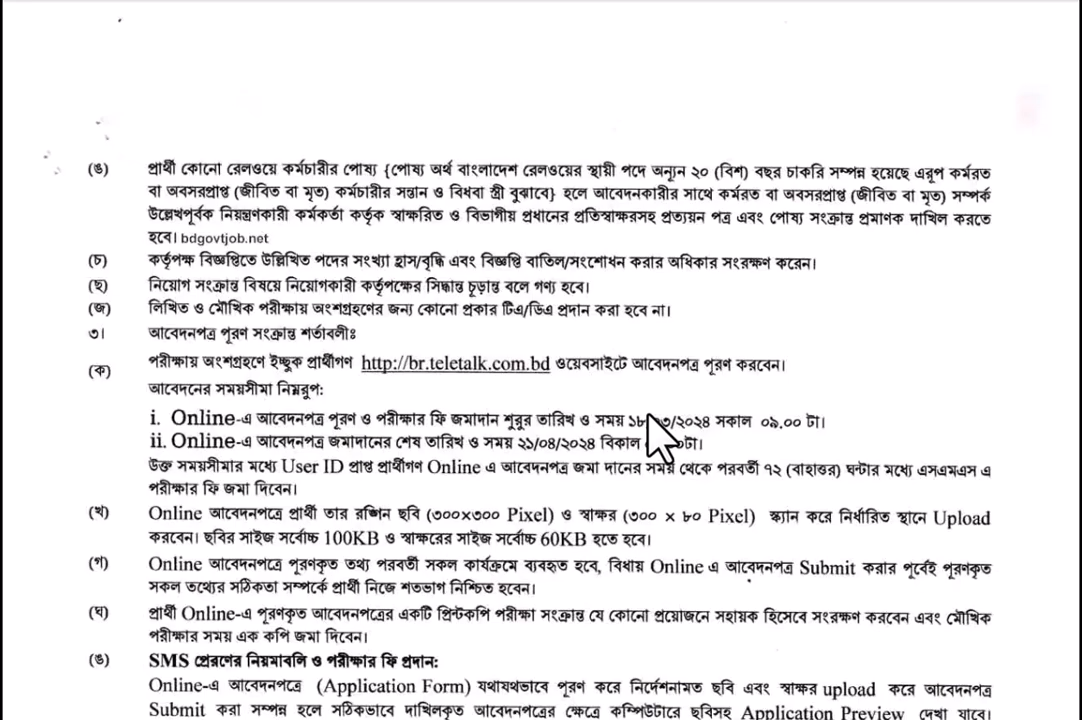 (ঙ) প্রার্থী কোনো রেলওয়ে কর্মচারীর পোষ্য {পোষ্য অর্থ বাংলাদেশ রেলওয়ের স্থায়ী পদে অন্যূন ২০ (বিশ) বছর চাকরি সম্পন্ন হয়েছে এরূপ কর্মরত
বা অবসরপ্রাপ্ত (জীবিত বা মৃত) কর্মচারীর সন্তান ও বিধবা স্ত্রী বুঝাবে} হলে আবেদনকারীর সাথে কর্মরত বা অবসরপ্রাপ্ত (জীবিত বা মৃত) সম্পর্ক
উল্লেখপূর্বক নিয়ন্ত্রণকারী কর্মকর্তা কর্তৃক স্বাক্ষরিত ও বিভাগীয় প্রধানের প্রতিস্বাক্ষরসহ প্রত্যয়ন পত্র এবং পোষ্য সংক্রান্ত প্রমাণক দাখিল করতে
হবে। bdgovtjob.net
(চ) কর্তৃপক্ষ বিজ্ঞপ্তিতে উল্লিখিত পদের সংখ্যা হ্রাস/বৃদ্ধি এবং বিজ্ঞপ্তি বাতিল/সংশোধন করার অধিকার সংরক্ষণ করেন।
(ছ) নিয়োগ সংক্রান্ত বিষয়ে নিয়োগকারী কর্তৃপক্ষের সিদ্ধান্ত চূড়ান্ত বলে গণ্য হবে।
(জ) লিখিত ও মৌখিক পরীক্ষায় অংশগ্রহণের জন্য কোনো প্রকার টিএ/ডিএ প্রদান করা হবে না।
৩। আবেদনপত্র পূরণ সংক্রান্ত শর্তাবলীঃ
(ক) পরীক্ষায় অংশগ্রহণে ইচ্ছুক প্রার্থীগণ http://br.teletalk.com.bd ওয়েবসাইটে আবেদনপত্র পূরণ করবেন।
আবেদনের সময়সীমা নিম্নরূপ:
i. Online-এ আবেদনপত্র পূরণ ও পরীক্ষার ফি জমাদান শুরুর তারিখ ও সময় ১৮ ৩/২০২৪ সকাল ০৯.০০ টা।
ii. Online-এ আবেদনপত্র জমাদানের শেষ তারিখ ও সময় ২১/০৪/২০২৪ বিকাল টা।
উক্ত সময়সীমার মধ্যে User ID প্রাপ্ত প্রার্থীগণ Online এ আবেদনপত্র জমা দানের সময় থেকে পরবর্তী ৭২ (বাহাত্তর) ঘন্টার মধ্যে এসএমএস এ
পরীক্ষার ফি জমা দিবেন।
(খ) Online আবেদনপত্রে প্রার্থী তার রঙ্গিন ছবি (৩০০×৩০০ Pixel) ও স্বাক্ষর (৩০০ × ৮০ Pixel) স্ক্যান করে নির্ধারিত স্থানে Upload
করবেন। ছবির সাইজ সর্বোচ্চ 100KB ও স্বাক্ষরের সাইজ সর্বোচ্চ 60KB হতে হবে।
(গ) Online আবেদনপত্রে পূরণকৃত তথ্য পরবর্তী সকল কার্যক্রমে ব্যবহৃত হবে, বিধায় Online এ আবেদনপত্র Submit করার পূর্বেই পূরণকৃত
সকল তথ্যের সঠিকতা সম্পর্কে প্রার্থী নিজে শতভাগ নিশ্চিত হবেন।
(ঘ) প্রার্থী Online-এ পূরণকৃত আবেদনপত্রের একটি প্রিন্টকপি পরীক্ষা সংক্রান্ত যে কোনো প্রয়োজনে সহায়ক হিসেবে সংরক্ষণ করবেন এবং মৌখিক
পরীক্ষার সময় এক কপি জমা দিবেন।
(ঙ) SMS প্রেরণের নিয়মাবলি ও পরীক্ষার ফি প্রদান:
Online-এ আবেদনপত্রে (Application Form) যথাযথভাবে পূরণ করে নির্দেশনামত ছবি এবং স্বাক্ষর upload করে আবেদনপত্র
Submit করা সম্পন্ন হলে সঠিকভাবে দাখিলকৃত আবেদনপত্রের ক্ষেত্রে কম্পিউটারে ছবিসহ Application Preview দেখা যাবে।